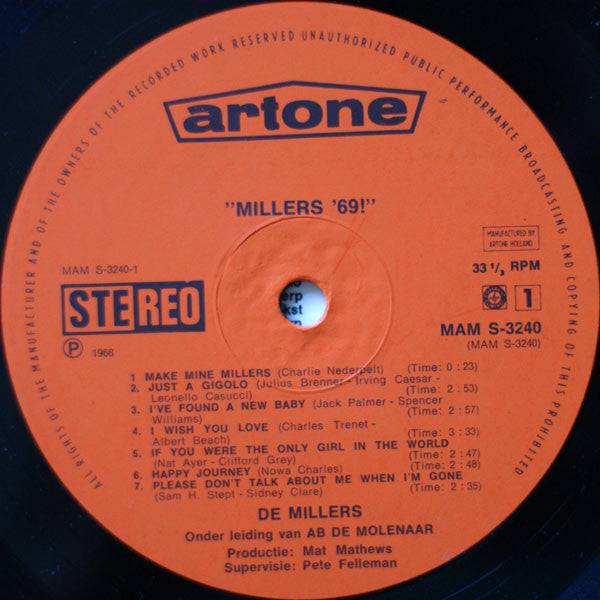 ALL RIGHTS OF THE MANUFACTURER AND OF THE OWNERS OF THE RECORDED WORK RESERVED UNAUTHORIZED PUBLIC PERFORMANCE BROADCASTING AND COPYING OF THIS PROHIBITED
artone
"MILLERS '69!"
MANUFACTURED BY
ARTONE HOLLAND
MAM S-3240-1
33 1/3 RPM
STEREO
1
MAM S-3240
(MAM S-3240)
Ⓟ 1966
erp
kst
erp
1 MAKE MINE MILLERS (Charlie Nederpelt) (Time: 0 : 23)
2. JUST A GIGOLO (Julius Brenner - Irving Caesar -
Leonello Casucci) (Time: 2 : 53)
3. I'VE FOUND A NEW BABY (Jack Palmer - Spencer
Williams) (Time: 2 : 57)
4. I WISH YOU LOVE (Charles Trenet -
Albert Beach) (Time: 3 : 33)
5. IF YOU WERE THE ONLY GIRL IN THE WORLD
(Nat Ayer - Clifford Grey) (Time: 2 : 47)
6. HAPPY JOURNEY (Nowa Charles) (Time: 2 : 48)
7. PLEASE DON'T TALK ABOUT ME WHEN I'M GONE
(Sam H. Stept - Sidney Clare) (Time: 2 : 35)
DE MILLERS
Onder leiding van AB DE MOLENAAR
Productie: Mat Mathews
Supervisie: Pete Felleman